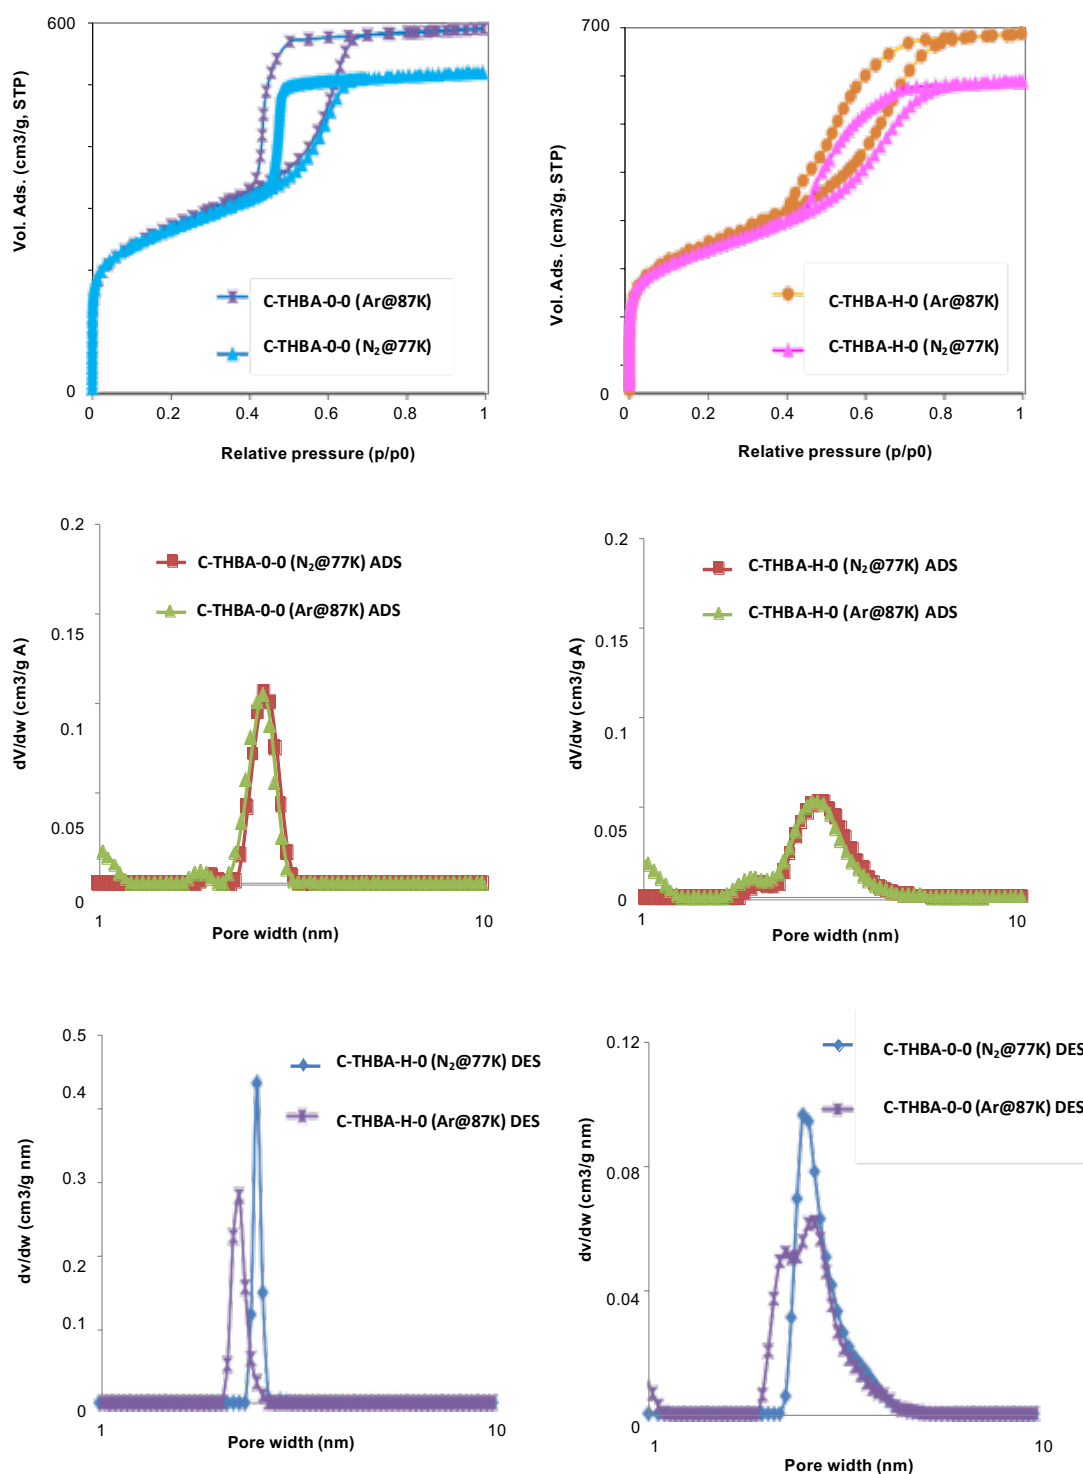 600
Vol. Ads. (cm3/g, STP)
C-THBA-0-0 (Ar@87K)
C-THBA-0-0 (N₂@77K)
0
0 0.2 0.4 0.6 0.8 1
Relative pressure (p/p0)
700
Vol. Ads. (cm3/g, STP)
C-THBA-H-0 (Ar@87K)
C-THBA-H-0 (N₂@77K)
0
0 0.2 0.4 0.6 0.8 1
Relative pressure (p/p0)
0.2
C-THBA-0-0 (N₂@77K) ADS
C-THBA-0-0 (Ar@87K) ADS
0.15
dV/dw (cm3/g A)
0.1
0.05
0
1 10
Pore width (nm)
0.2
C-THBA-H-0 (N₂@77K) ADS
C-THBA-H-0 (Ar@87K) ADS
0.15
dV/dw (cm3/g A)
0.1
0.05
0
1 10
Pore width (nm)
0.5
C-THBA-H-0 (N₂@77K) DES
0.4
C-THBA-H-0 (Ar@87K) DES
0.3
dv/dw (cm3/g nm)
0.2
0.1
0
1 10
Pore width (nm)
0.12
C-THBA-0-0 (N₂@77K) DES
C-THBA-0-0 (Ar@87K) DES
0.08
dv/dw (cm3/g nm)
0.04
0
1 10
Pore width (nm)